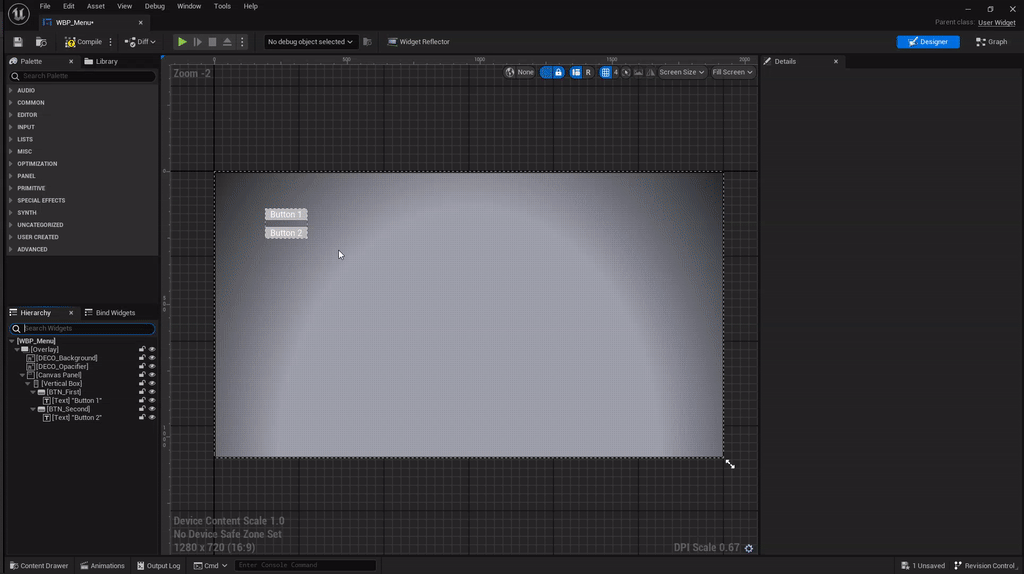 File Edit Asset View Debug Window Tools Help
WBP_Menu•
Parent class: User Widget
Compile Diff No debug object selected Widget Reflector Designer Graph
Palette Library
Search Palette
AUDIO
COMMON
EDITOR
INPUT
LISTS
MISC
OPTIMIZATION
PANEL
PRIMITIVE
SPECIAL EFFECTS
SYNTH
UNCATEGORIZED
USER CREATED
ADVANCED
Hierarchy Bind Widgets
Search Widgets
[WBP_Menu]
[Overlay]
[DECO_Background]
[DECO_Opacifier]
[Canvas Panel]
[Vertical Box]
[BTN_First]
[Text] "Button 1"
[BTN_Second]
[Text] "Button 2"
0 500 1000 1500 2000
Zoom -2
None R 4 Screen Size Fill Screen
0
Button 1
Button 2
Device Content Scale 1.0
No Device Safe Zone Set
1280 x 720 (16:9)
DPI Scale 0.67
Details
Content Drawer Animations Output Log Cmd Enter Console Command 1 Unsaved Revision Control